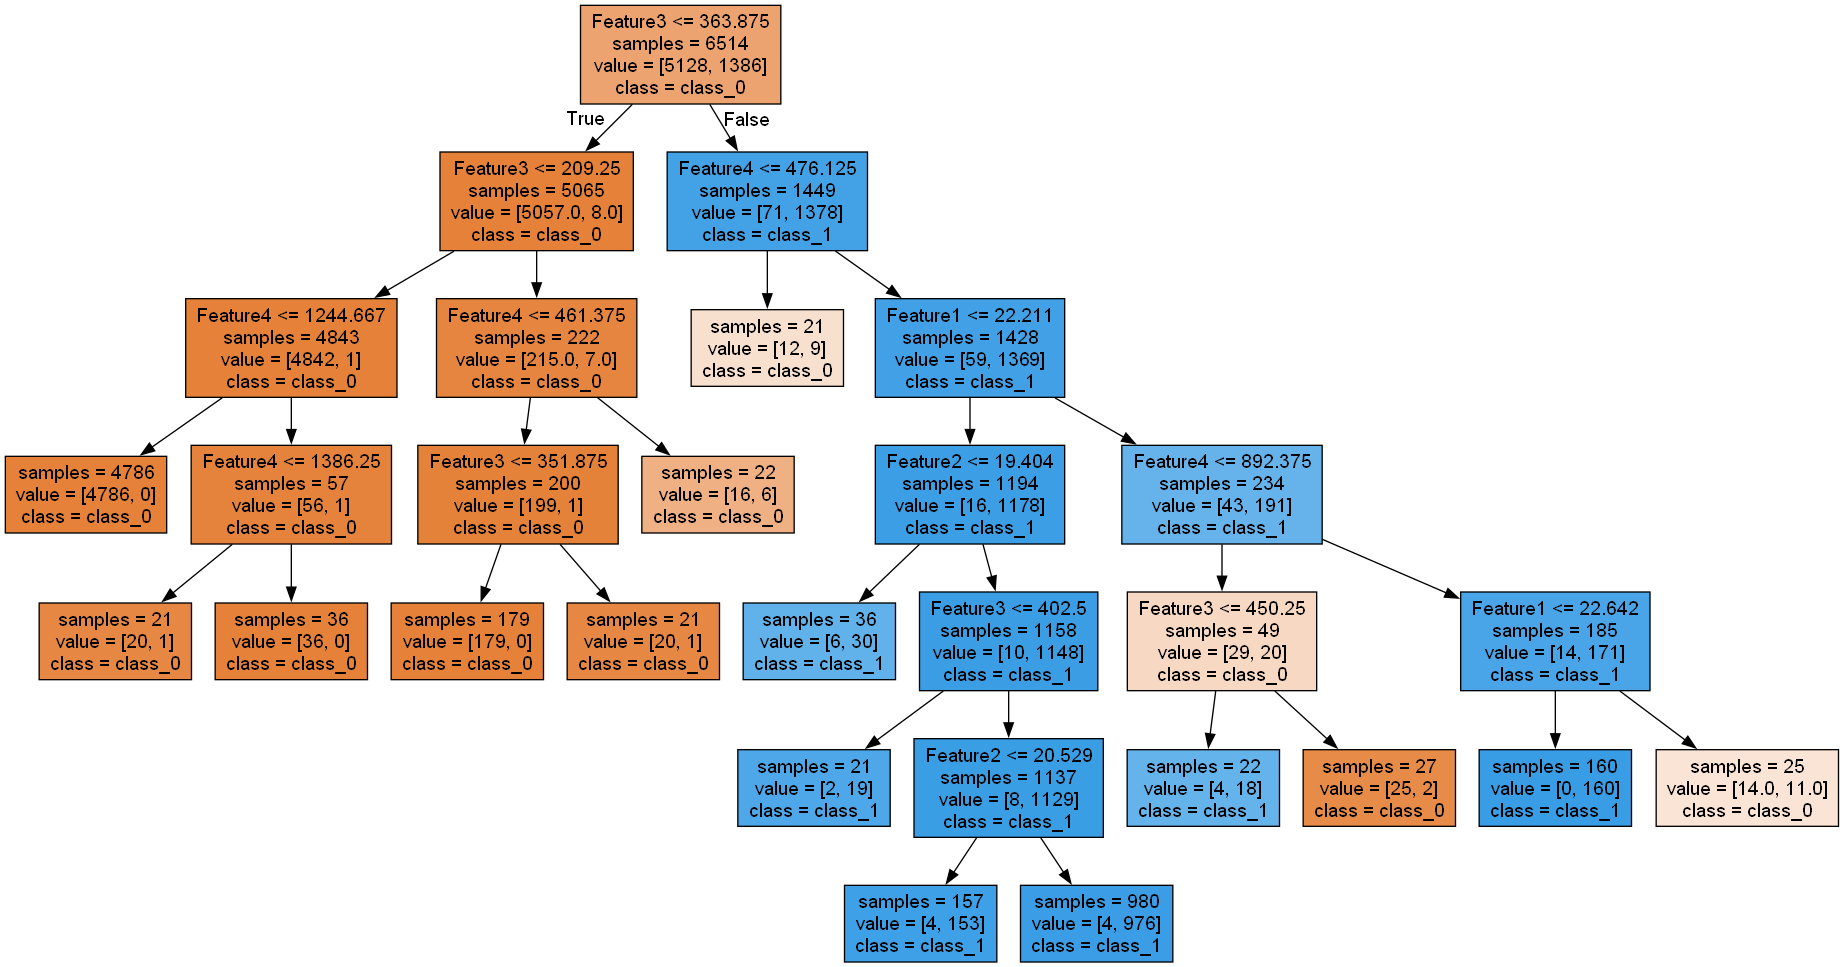 Feature3 <= 363.875
samples = 6514
value = [5128, 1386]
class = class_0
True
False
Feature3 <= 209.25
samples = 5065
value = [5057.0, 8.0]
class = class_0
Feature4 <= 476.125
samples = 1449
value = [71, 1378]
class = class_1
Feature4 <= 1244.667
samples = 4843
value = [4842, 1]
class = class_0
Feature4 <= 461.375
samples = 222
value = [215.0, 7.0]
class = class_0
samples = 21
value = [12, 9]
class = class_0
Feature1 <= 22.211
samples = 1428
value = [59, 1369]
class = class_1
samples = 4786
value = [4786, 0]
class = class_0
Feature4 <= 1386.25
samples = 57
value = [56, 1]
class = class_0
Feature3 <= 351.875
samples = 200
value = [199, 1]
class = class_0
samples = 22
value = [16, 6]
class = class_0
Feature2 <= 19.404
samples = 1194
value = [16, 1178]
class = class_1
Feature4 <= 892.375
samples = 234
value = [43, 191]
class = class_1
samples = 21
value = [20, 1]
class = class_0
samples = 36
value = [36, 0]
class = class_0
samples = 179
value = [179, 0]
class = class_0
samples = 21
value = [20, 1]
class = class_0
samples = 36
value = [6, 30]
class = class_1
Feature3 <= 402.5
samples = 1158
value = [10, 1148]
class = class_1
Feature3 <= 450.25
samples = 49
value = [29, 20]
class = class_0
Feature1 <= 22.642
samples = 185
value = [14, 171]
class = class_1
samples = 21
value = [2, 19]
class = class_1
Feature2 <= 20.529
samples = 1137
value = [8, 1129]
class = class_1
samples = 22
value = [4, 18]
class = class_1
samples = 27
value = [25, 2]
class = class_0
samples = 160
value = [0, 160]
class = class_1
samples = 25
value = [14.0, 11.0]
class = class_0
samples = 157
value = [4, 153]
class = class_1
samples = 980
value = [4, 976]
class = class_1